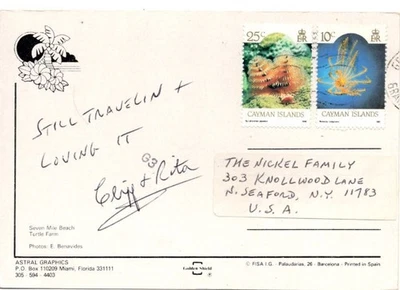 25c
10c
CAYMAN ISLANDS
CAYMAN ISLANDS
STILL TRAVELIN +
LOVING IT
Cliff + Rita
THE NICKEL FAMILY
303 KNOLLWOOD LANE
N. SEAFORD, N.Y. 11783
U.S.A.
Seven Mile Beach
Turtle Farm
Photos: E. Benevides
ASTRAL GRAPHICS
P.O. Box 110209 Miami, Florida 331111
305 - 594 - 4403
Golden Shield
© FISA I.G. - Palaudarias, 26 - Barcelona - Printed in Spain